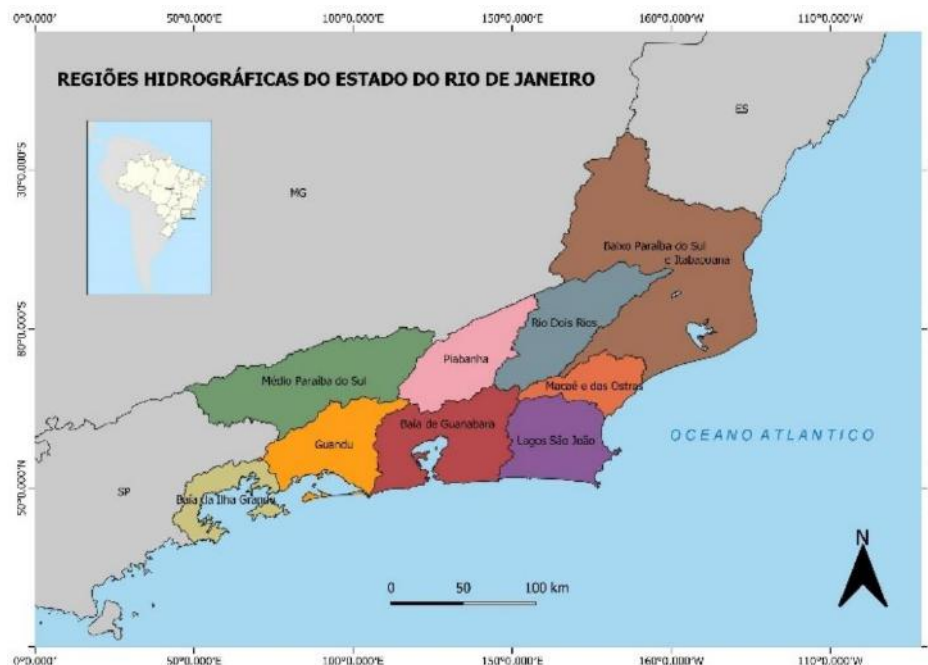 0°0.000' 50°0.000'E 100°0.000'E 150°0.000'E 160°0.000'W 110°0.000'W
REGIÕES HIDROGRÁFICAS DO ESTADO DO RIO DE JANEIRO
ES
30°0.000'S
MG
Baixo Paraíba do Sul
e Itabapoana
Rio Dois Rios
80°0.000'S
Piabanha
Médio Paraíba do Sul
Macaé e das Ostras
Baía de Guanabara
Guandu
Lagos São João
OCEANO ATLANTICO
50°0.000'N
SP
Baía da Ilha Grande
N
0 50 100 km
0°0.000' 50°0.000'E 100°0.000'E 150°0.000'E 160°0.000'W 110°0.000'W